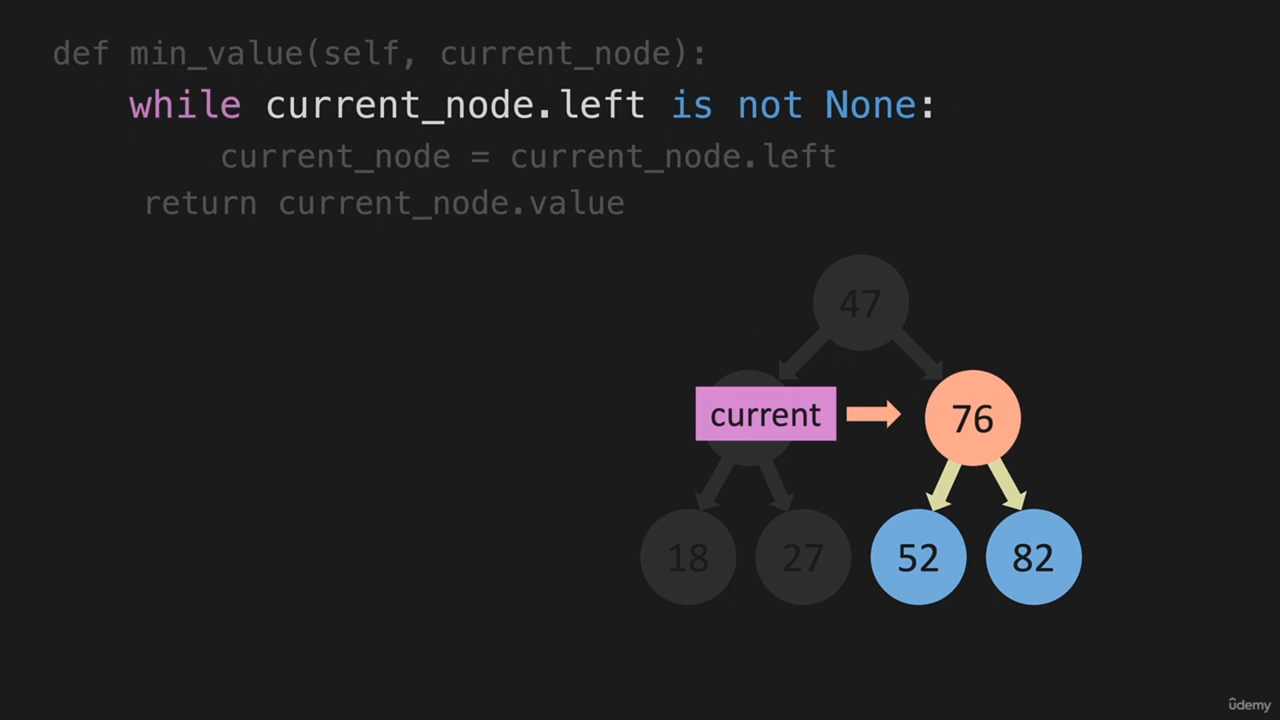 def min_value(self, current_node):
while current_node.left is not None:
current_node = current_node.left
return current_node.value
47
current
76
18
27
52
82
ûdemy